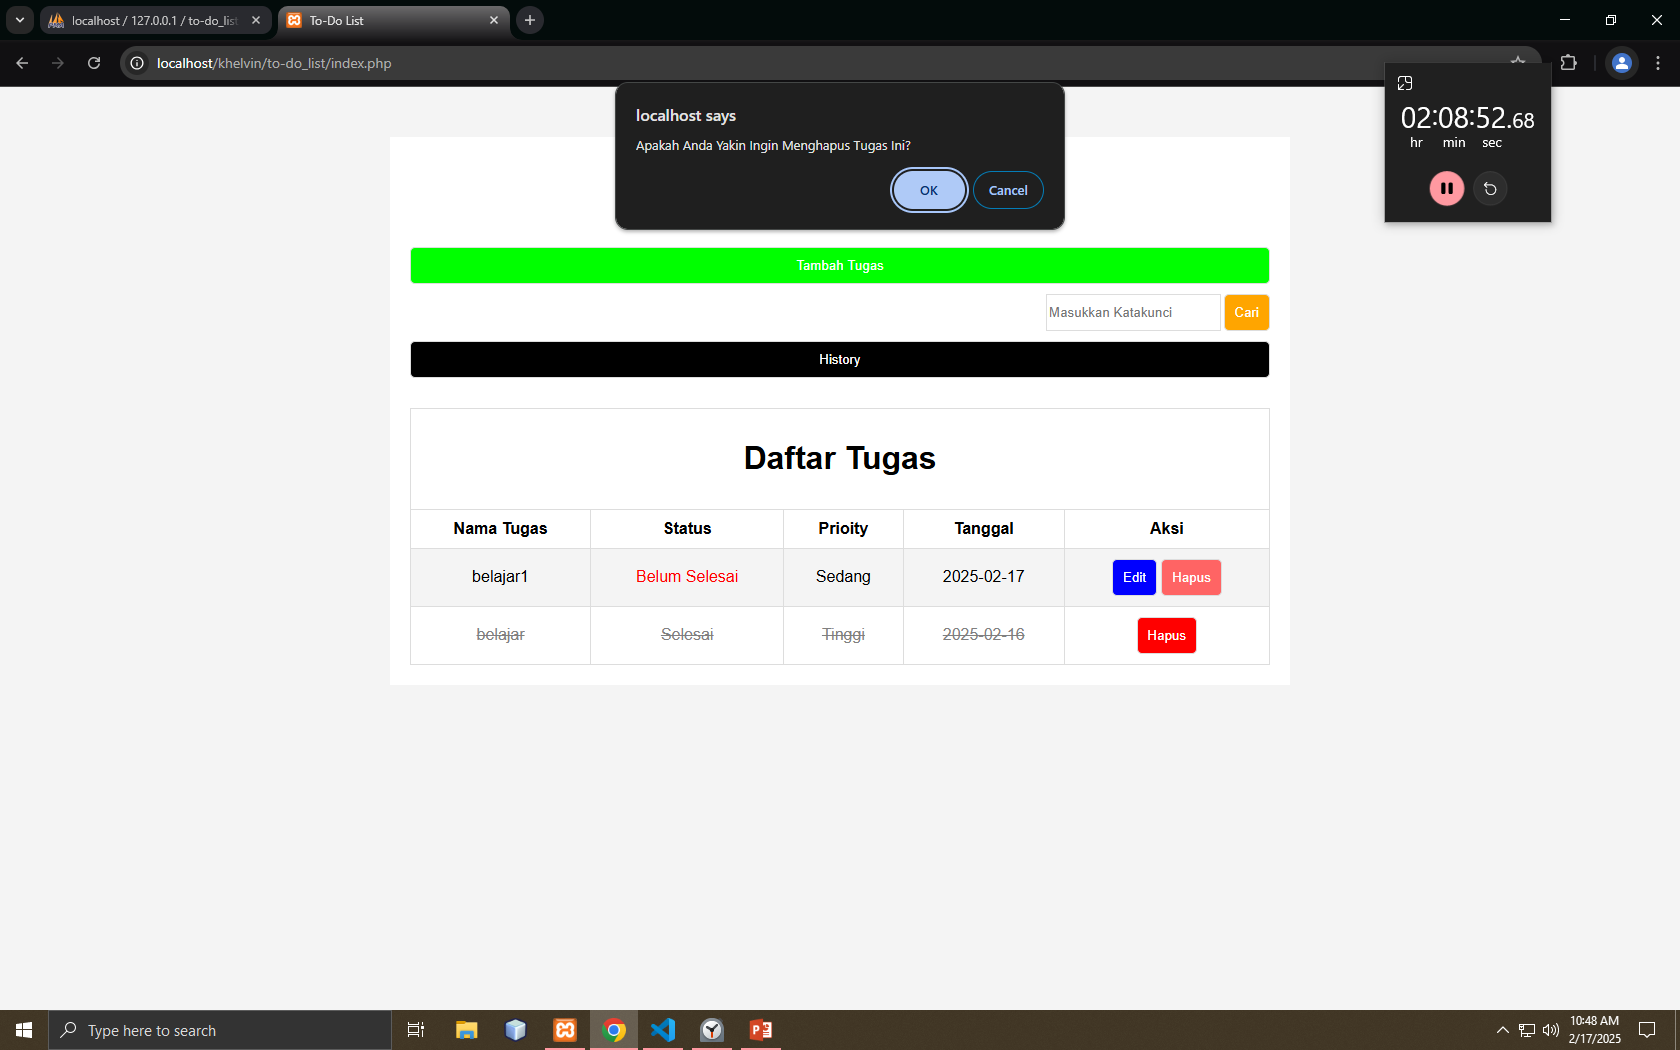 localhost / 127.0.0.1 / to-do_list
To-Do List
localhost/khelvin/to-do_list/index.php
localhost says
Apakah Anda Yakin Ingin Menghapus Tugas Ini?
OK Cancel
02:08:52.68
hr min sec
Tambah Tugas
Masukkan Katakunci Cari
History
Daftar Tugas
Nama Tugas Status Prioity Tanggal Aksi
belajar1 Belum Selesai Sedang 2025-02-17 Edit Hapus
belajar Selesai Tinggi 2025-02-16 Hapus
Type here to search
10:48 AM
2/17/2025